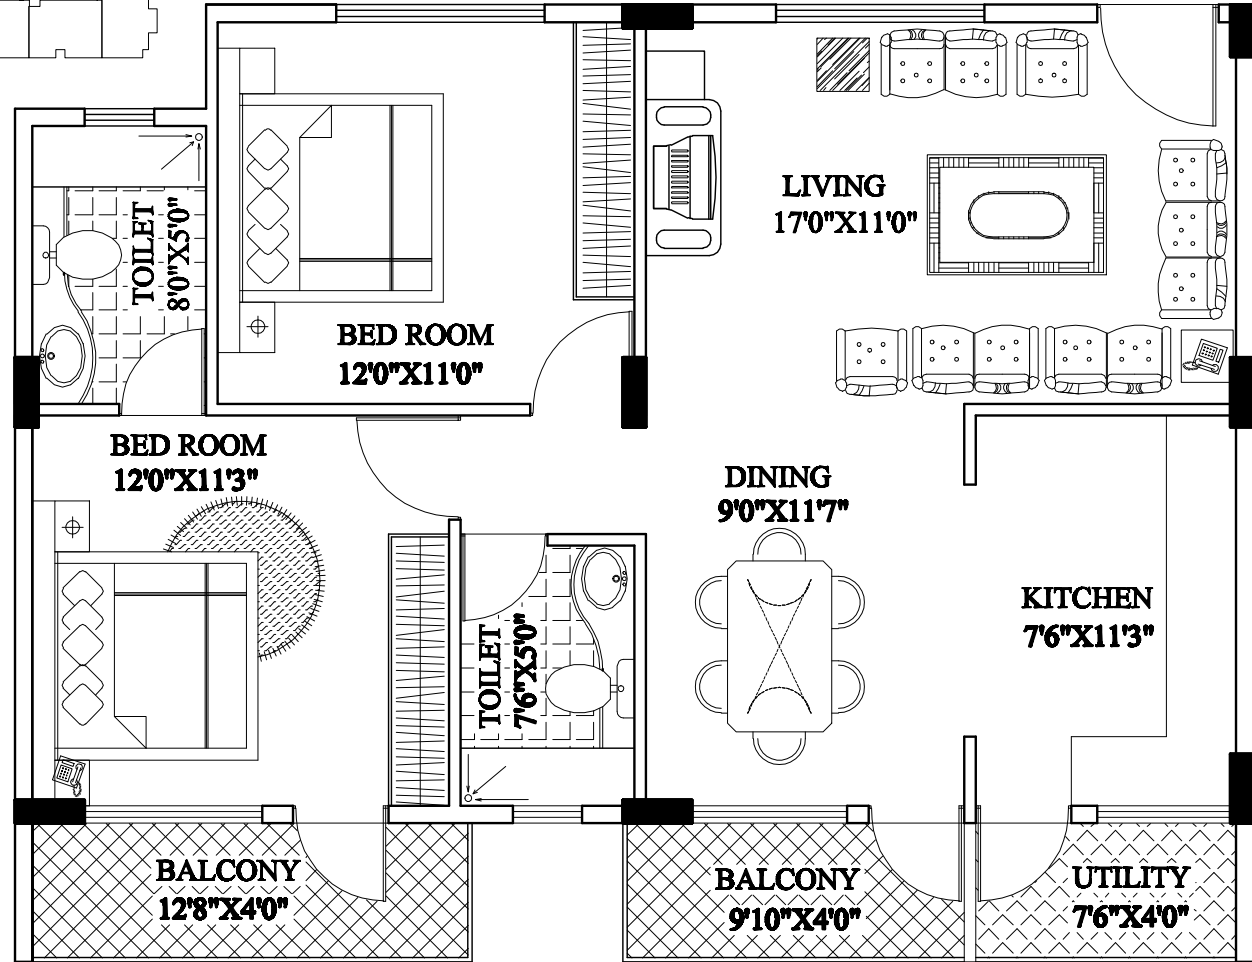 LIVING
17'0"X11'0"
TOILET
8'0"X5'0"
BED ROOM
12'0"X11'0"
BED ROOM
12'0"X11'3"
DINING
9'0"X11'7"
KITCHEN
7'6"X11'3"
TOILET
7'6"X5'0"
BALCONY
12'8"X4'0"
BALCONY
9'10"X4'0"
UTILITY
7'6"X4'0"